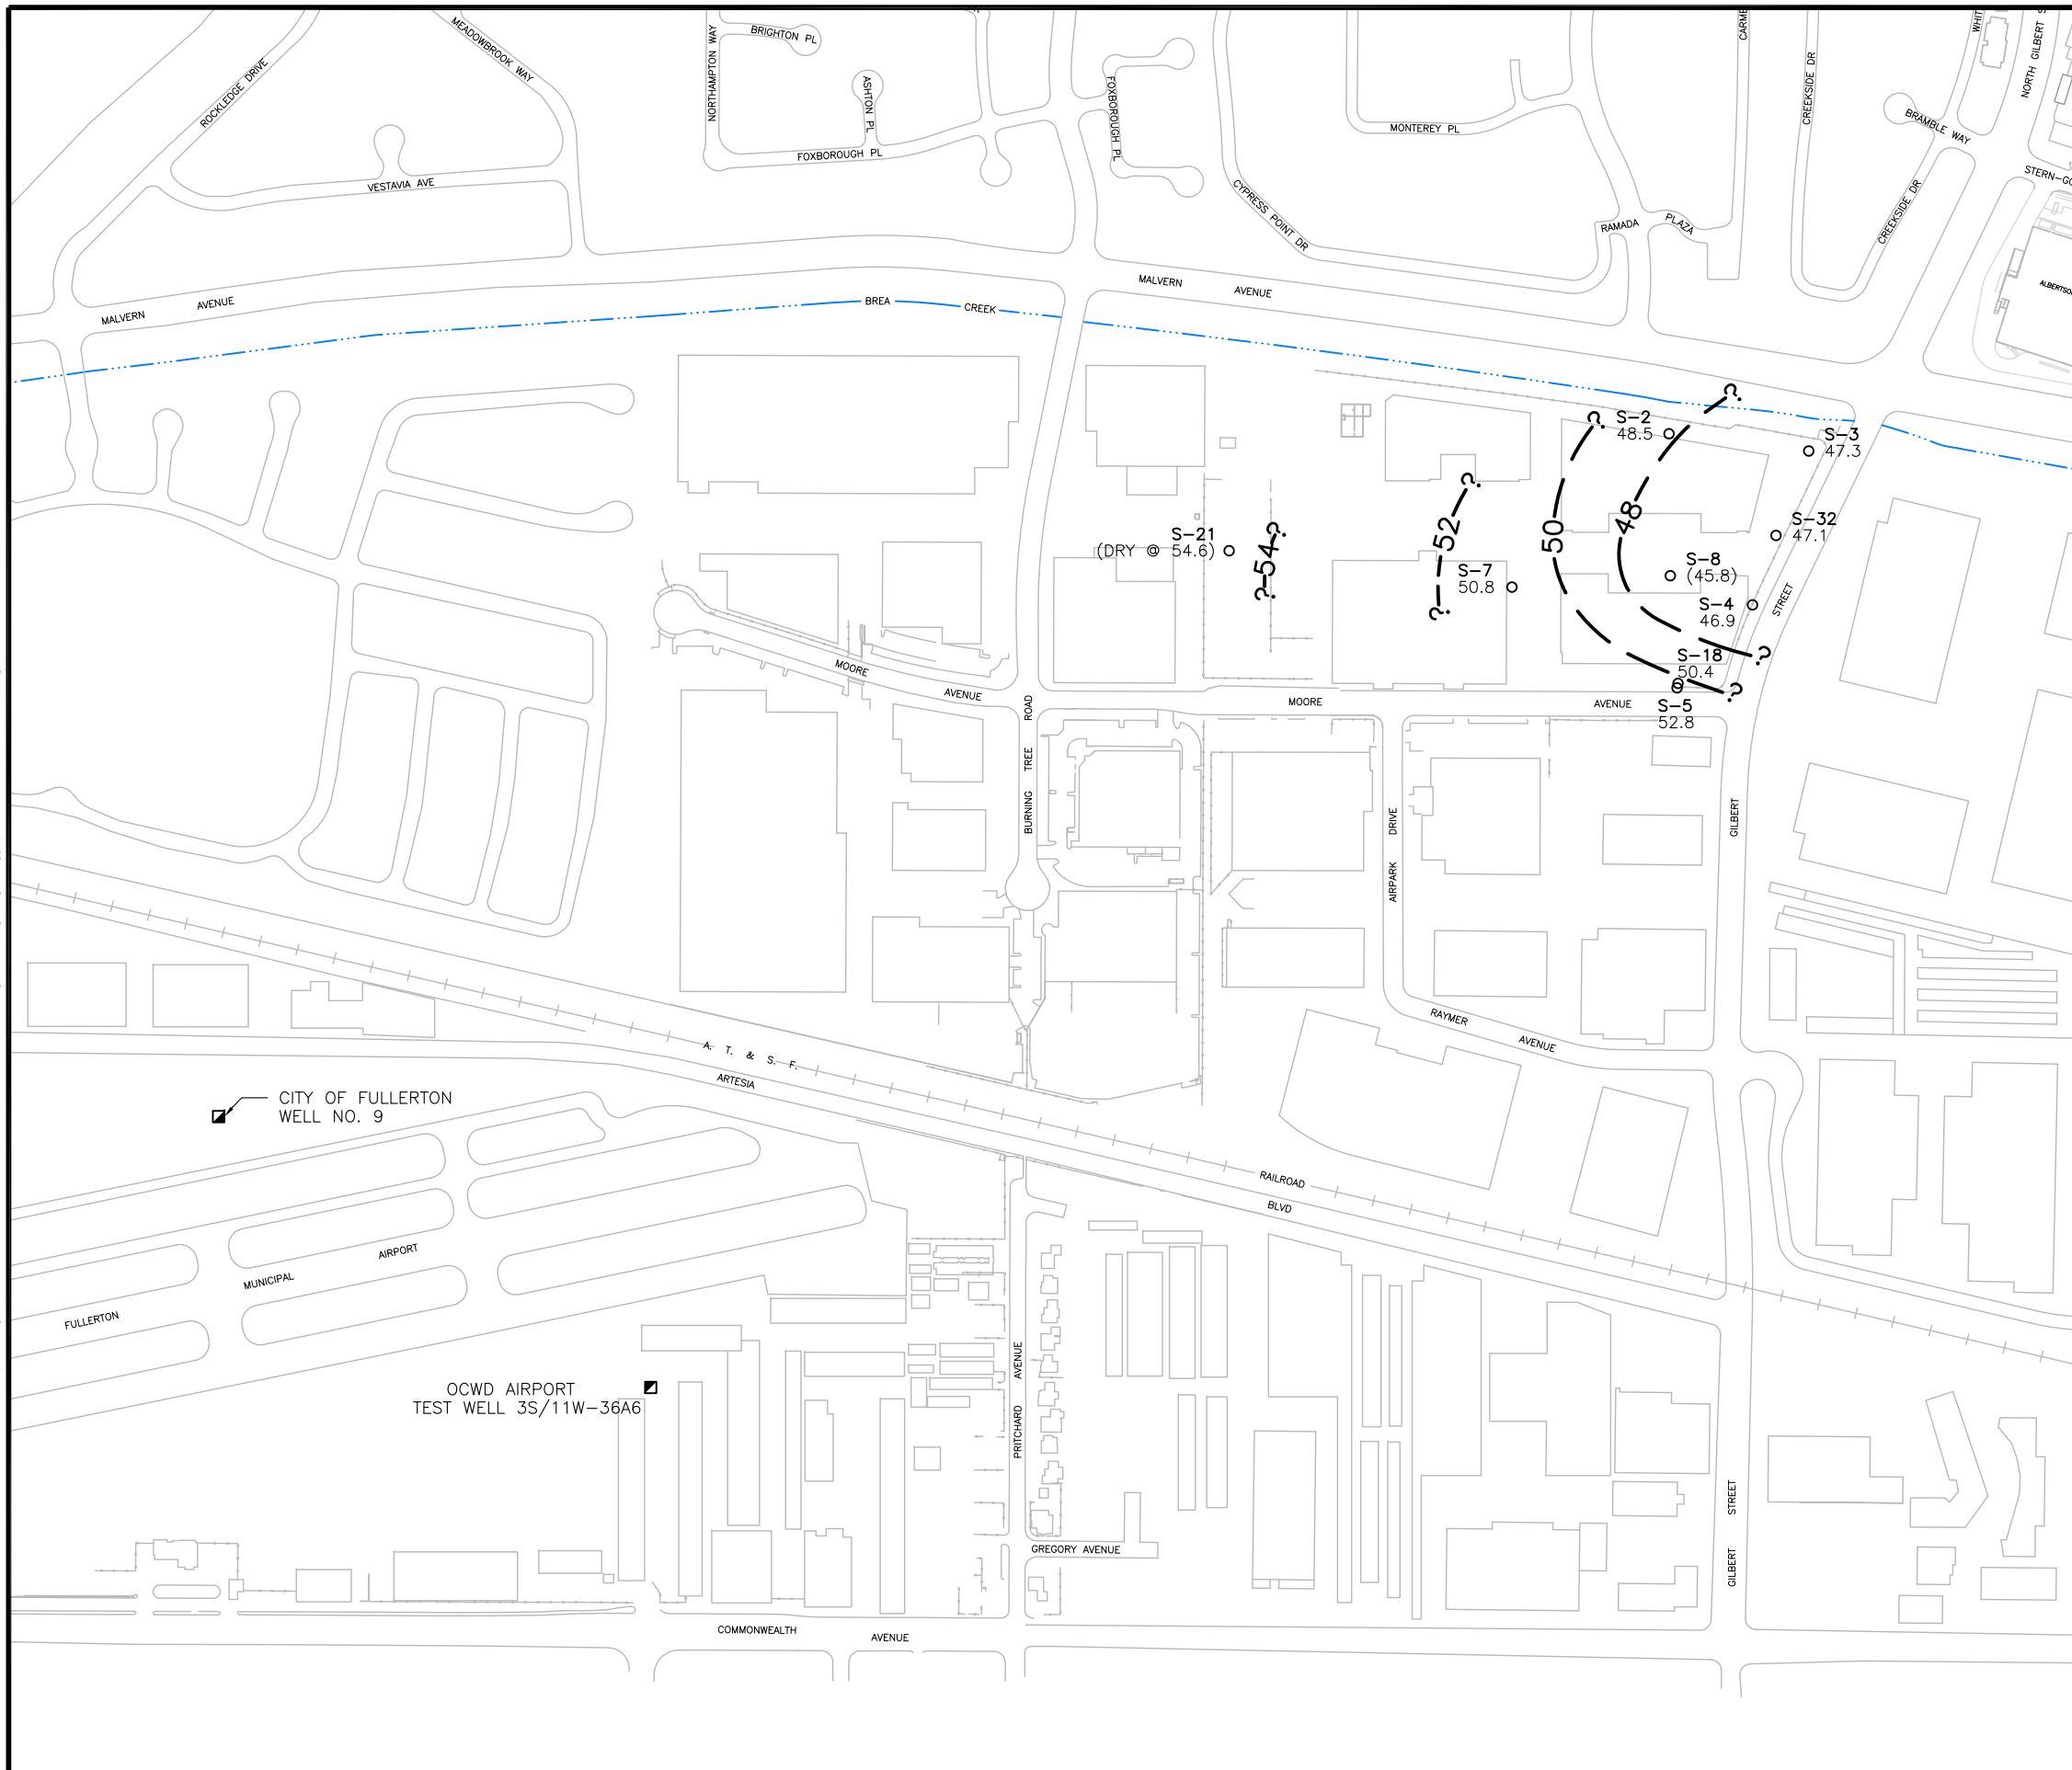 BRIGHTON PL
MEADOWBROOK WAY
NORTHAMPTON WAY
ROCKLEDGE DRIVE
ASHTON PL
FOXBOROUGH PL
FOXBOROUGH PL
VESTAVIA AVE
MONTEREY PL
CYPRESS POINT DR
RAMADA PLAZA
CREEKSIDE DR
CREEKSIDE DR
BRAMBLE WAY
NORTH GILBERT
MALVERN AVENUE
MALVERN AVENUE
BREA CREEK
?
?
S-2
48.5
S-3
47.3
?
50
48
52
?
54
?
?
S-21
(DRY @ 54.6)
S-7
50.8
S-32
47.1
S-8
(45.8)
S-4
46.9
STREET
?
S-18
50.4
?
S-5
52.8
MOORE AVENUE
MOORE AVENUE
BURNING TREE ROAD
AIRPARK DRIVE
GILBERT
RAYMER AVENUE
A. T. & S. F.
ARTESIA
RAILROAD
BLVD
CITY OF FULLERTON
WELL NO. 9
FULLERTON MUNICIPAL AIRPORT
OCWD AIRPORT
TEST WELL 3S/11W-36A6
PRITCHARD AVENUE
GREGORY AVENUE
GILBERT STREET
COMMONWEALTH AVENUE